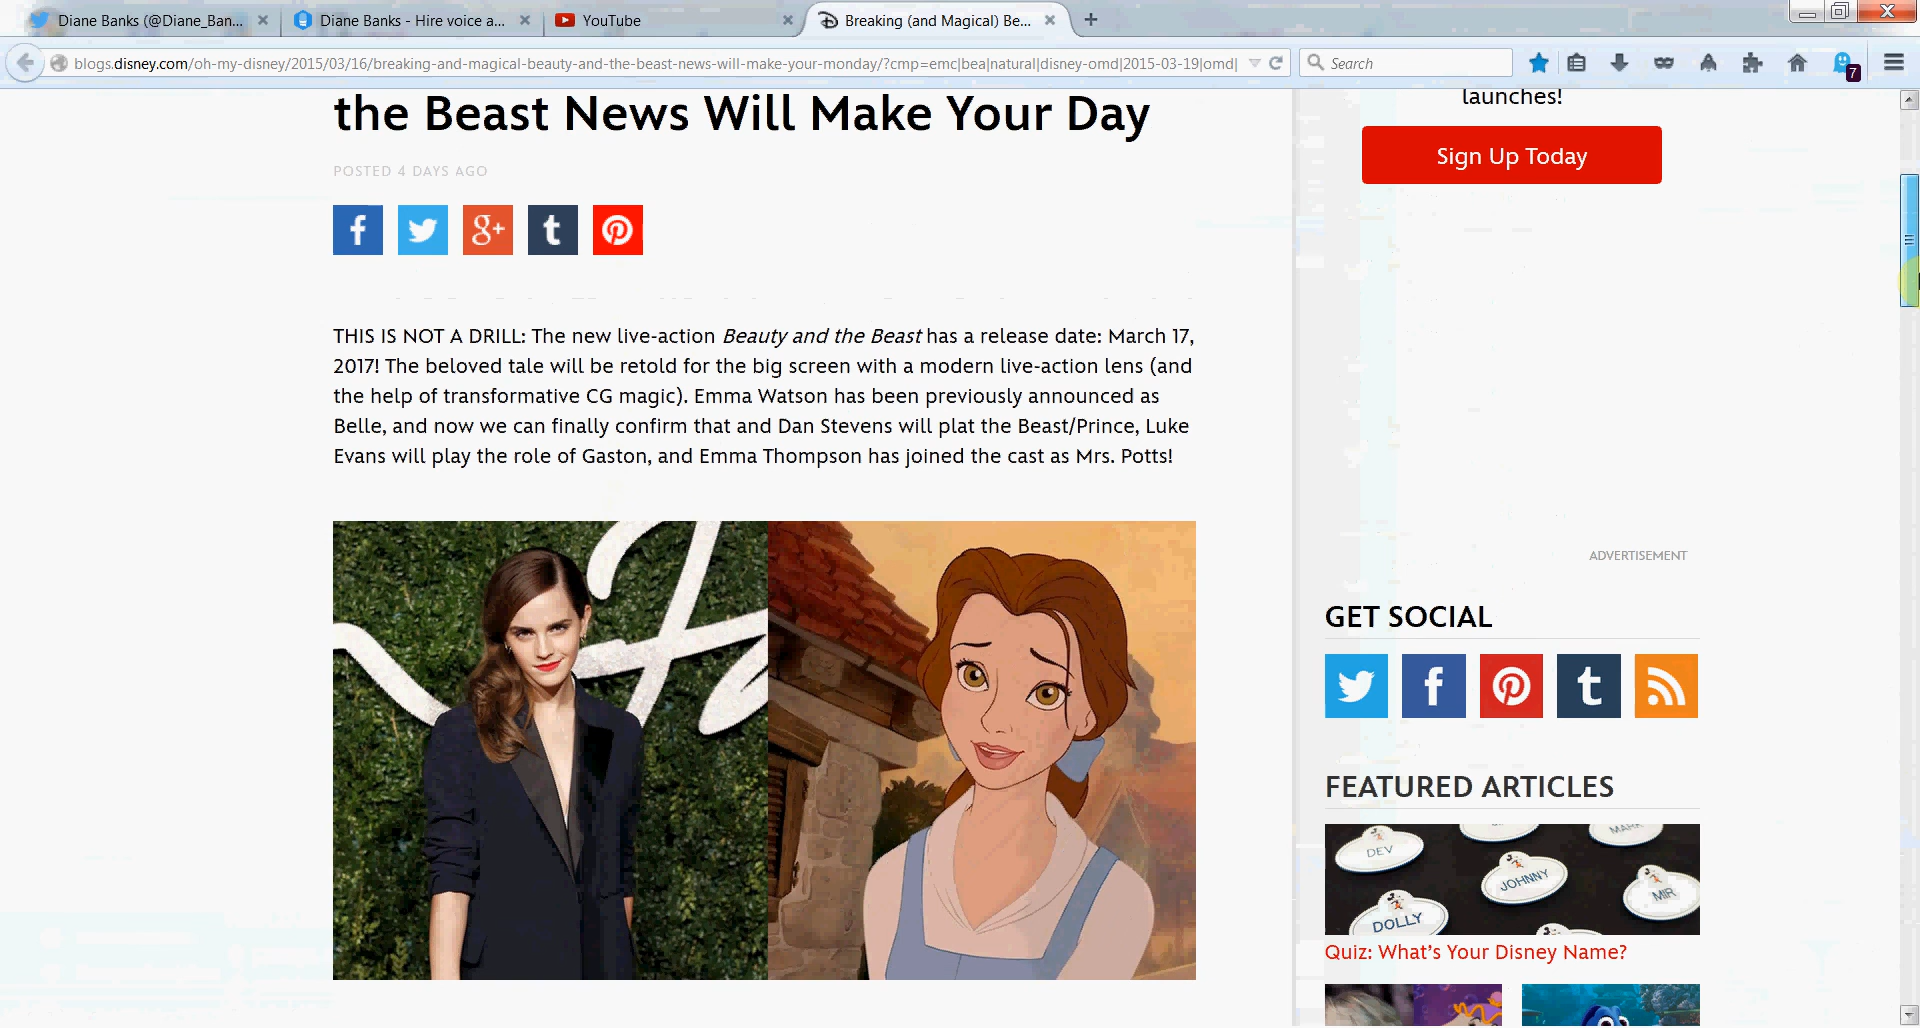 Diane Banks (@Diane_Ban...
Diane Banks - Hire voice a...
YouTube
Breaking (and Magical) Be...
blogs.disney.com/oh-my-disney/2015/03/16/breaking-and-magical-beauty-and-the-beast-news-will-make-your-monday/?cmp=emc|bea|natural|disney-omd|2015-03-19|omd|
Search
7
the Beast News Will Make Your Day
POSTED 4 DAYS AGO
f
g+
t
THIS IS NOT A DRILL: The new live-action Beauty and the Beast has a release date: March 17,
2017! The beloved tale will be retold for the big screen with a modern live-action lens (and
the help of transformative CG magic). Emma Watson has been previously announced as
Belle, and now we can finally confirm that and Dan Stevens will plat the Beast/Prince, Luke
Evans will play the role of Gaston, and Emma Thompson has joined the cast as Mrs. Potts!
launches!
Sign Up Today
ADVERTISEMENT
GET SOCIAL
f
t
FEATURED ARTICLES
DEV
MARK
JOHNNY
MIR
DOLLY
Quiz: What's Your Disney Name?